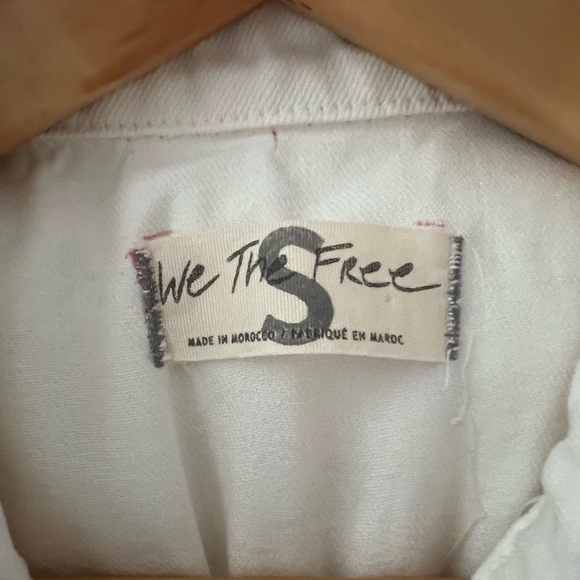 We The Free
S
MADE IN MOROCCO / FABRIQUÉ EN MAROC